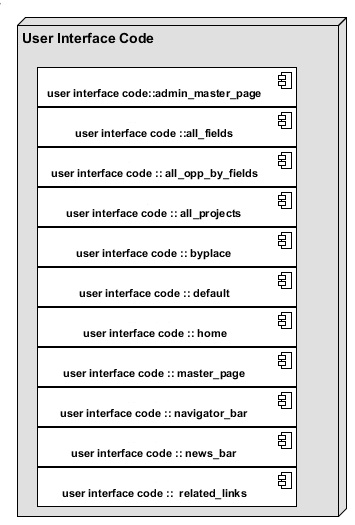 User Interface Code
user interface code::admin_master_page
user interface code ::all_fields
user interface code :: all_opp_by_fields
user interface code :: all_projects
user interface code :: byplace
user interface code :: default
user interface code :: home
user interface code :: master_page
user interface code :: navigator_bar
user interface code :: news_bar
user interface code :: related_links